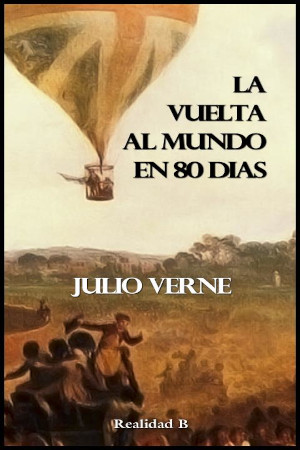 LA
VUELTA
AL MUNDO
EN 80 DIAS
JULIO VERNE
Realidad B